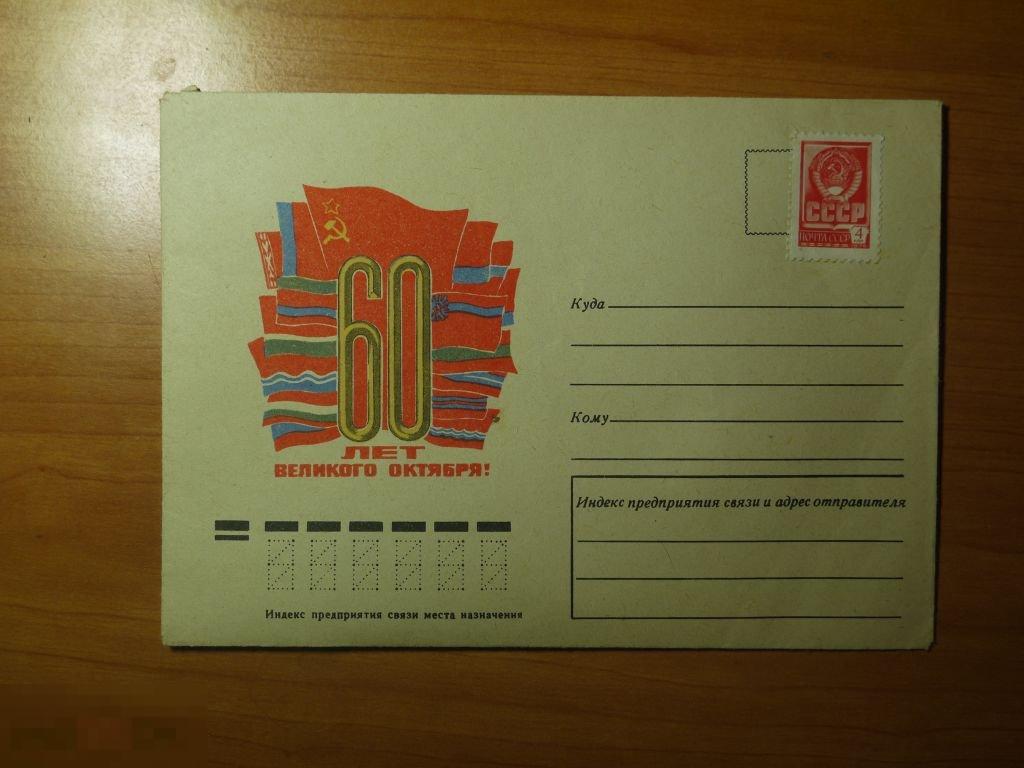 СССР
ПОЧТА СССР 4
60
ЛЕТ
ВЕЛИКОГО ОКТЯБРЯ!
Куда
Кому
Индекс предприятия связи и адрес отправителя
Индекс предприятия связи места назначения